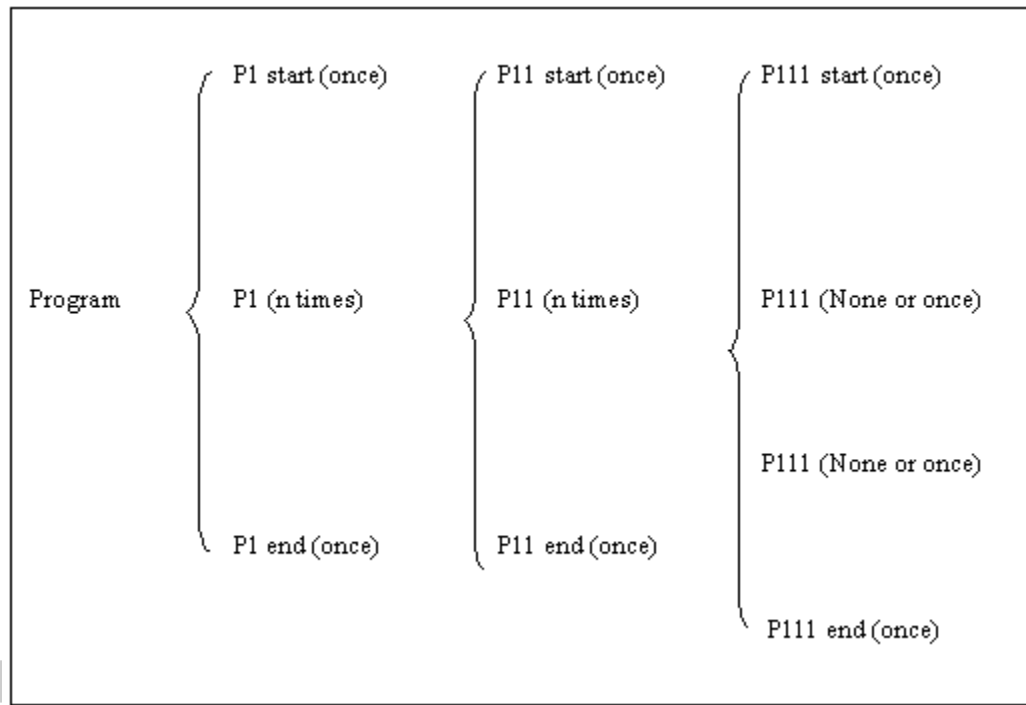 P1 start (once) P11 start (once) P111 start (once)
Program P1 (n times) P11 (n times) P111 (None or once)
P111 (None or once)
P1 end (once) P11 end (once)
P111 end (once)